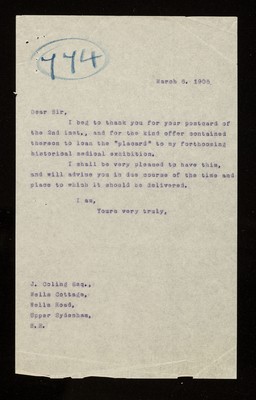 774
March 5. 1908
Dear Sir,
I beg to thank you for your postcard of
the 2nd inst., and for the kind offer contained
thereon to loan the "placard" to my forthcoming
historical medical exhibition.
I shall be very pleased to have this,
and will advise you in due course of the time and
place to which it should be delivered.
I am,
Yours very truly,
J. Coling Esq.,
Wells Cottage,
Wells Road,
Upper Sydenham,
S.E.